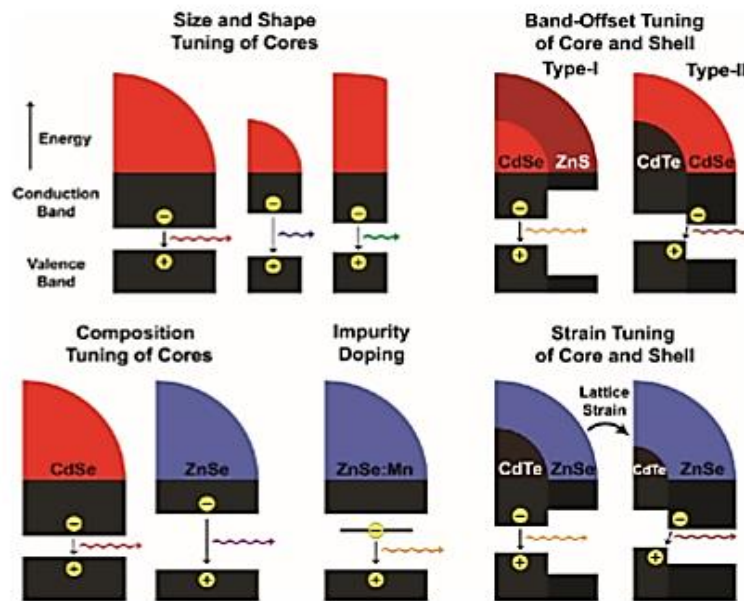 Size and Shape
Tuning of Cores
Energy
Conduction
Band
Valence
Band
Band-Offset Tuning
of Core and Shell
Type-I
Type-II
CdSe
ZnS
CdTe
CdSe
Composition
Tuning of Cores
CdSe
ZnSe
Impurity
Doping
ZnSe:Mn
Strain Tuning
of Core and Shell
Lattice
Strain
CdTe
ZnSe
CdTe
ZnSe